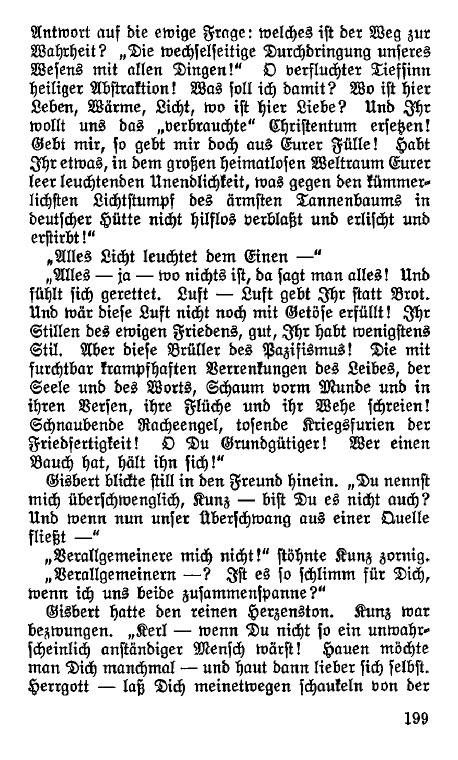 Antwort auf die ewige Frage: welches ist der Weg zur
Wahrheit? „Die wechselseitige Durchdringung unseres
Wesens mit allen Dingen!“ O verfluchter Tiefsinn
heiliger Abstraktion! Was soll ich damit? Wo ist hier
Leben, Wärme, Licht, wo ist hier Liebe? Und Ihr
wollt uns das „verbrauchte“ Christentum ersetzen!
Gebt mir, so gebt mir doch aus Eurer Fülle! Habt
Ihr etwas, in dem großen heimatlosen Weltraum Eurer
leer leuchtenden Unendlichkeit, was gegen den kümmer-
lichsten Lichtstumpf des ärmsten Tannenbaums in
deutscher Hütte nicht hilflos verblaßt und erlischt und
erstirbt!“
„Alles Licht leuchtet dem Einen —“
„Alles — ja — wo nichts ist, da sagt man alles! Und
fühlt sich gerettet. Luft — Luft gebt Ihr statt Brot.
Und wär diese Luft nicht noch mit Getöse erfüllt! Ihr
Stillen des ewigen Friedens, gut, Ihr habt wenigstens
Stil. Aber diese Brüller des Pazifismus! Die mit
furchtbar krampfhaften Verrenkungen des Leibes, der
Seele und des Worts, Schaum vorm Munde und in
ihren Versen, ihre Flüche und ihr Wehe schreien!
Schnaubende Racheengel, tosende Kriegsfurien der
Friedfertigkeit! O Du Grundgütiger! Wer einen
Bauch hat, hält ihn sich!“
Gisbert blickte still in den Freund hinein. „Du nennst
mich überschwenglich, Kunz — bist Du es nicht auch?
Und wenn nun unser Überschwang aus einer Quelle
fließt —“
„Verallgemeinere mich nicht!“ stöhnte Kunz zornig.
„Verallgemeinern —? Ist es so schlimm für Dich,
wenn ich uns beide zusammenspanne?“
Gisbert hatte den reinen Herzenston. Kunz war
bezwungen. „Kerl — wenn Du nicht so ein unwahr-
scheinlich anständiger Mensch wärst! Hauen möchte
man Dich manchmal — und haut dann lieber sich selbst.
Herrgott — laß Dich meinetwegen schaukeln von der
199